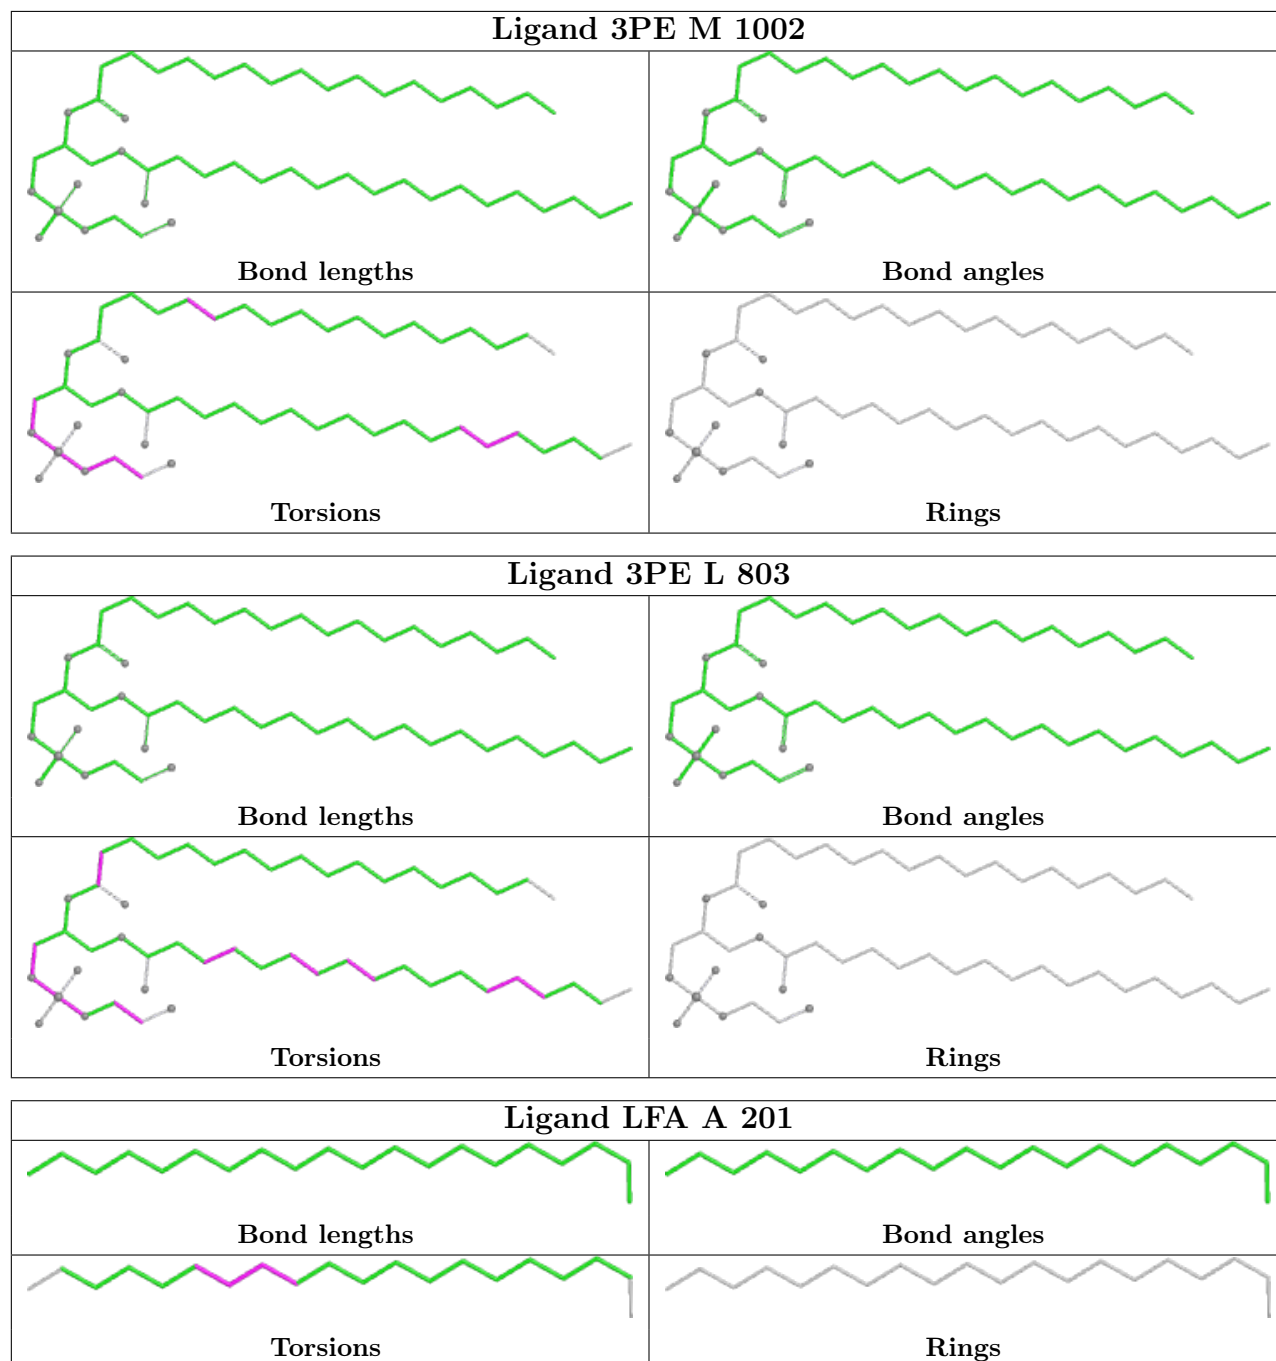 Ligand 3PE M 1002
Bond lengths
Bond angles
Torsions
Rings
Ligand 3PE L 803
Bond lengths
Bond angles
Torsions
Rings
Ligand LFA A 201
Bond lengths
Bond angles
Torsions
Rings